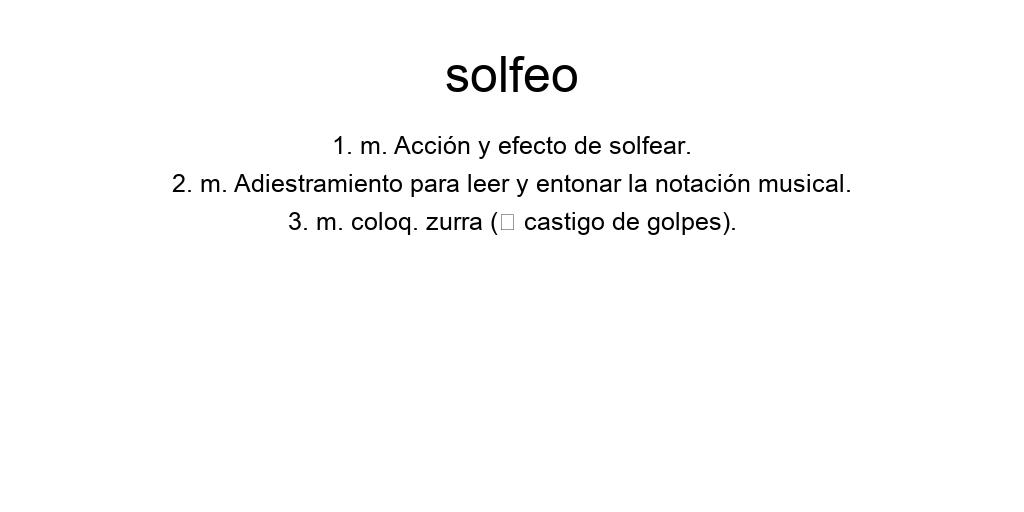 solfeo
1. m. Acción y efecto de solfear.
2. m. Adiestramiento para leer y entonar la notación musical.
3. m. coloq. zurra (□ castigo de golpes).